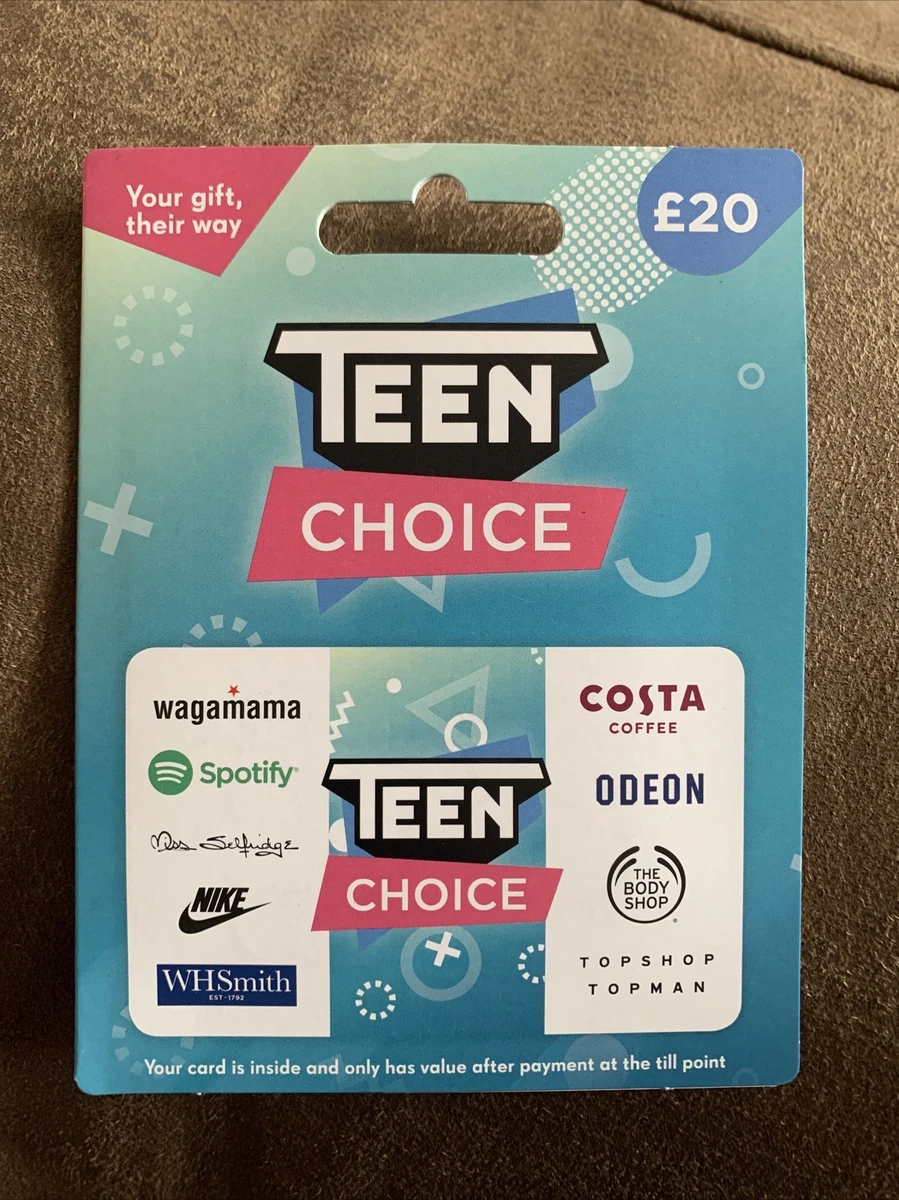 Your gift,
their way
£20
TEEN
CHOICE
wagamama
Spotify
Miss Selfridge
NIKE
WHSmith
EST · 1792
TEEN
CHOICE
COSTA
COFFEE
ODEON
THE
BODY
SHOP
TOPSHOP
TOPMAN
Your card is inside and only has value after payment at the till point